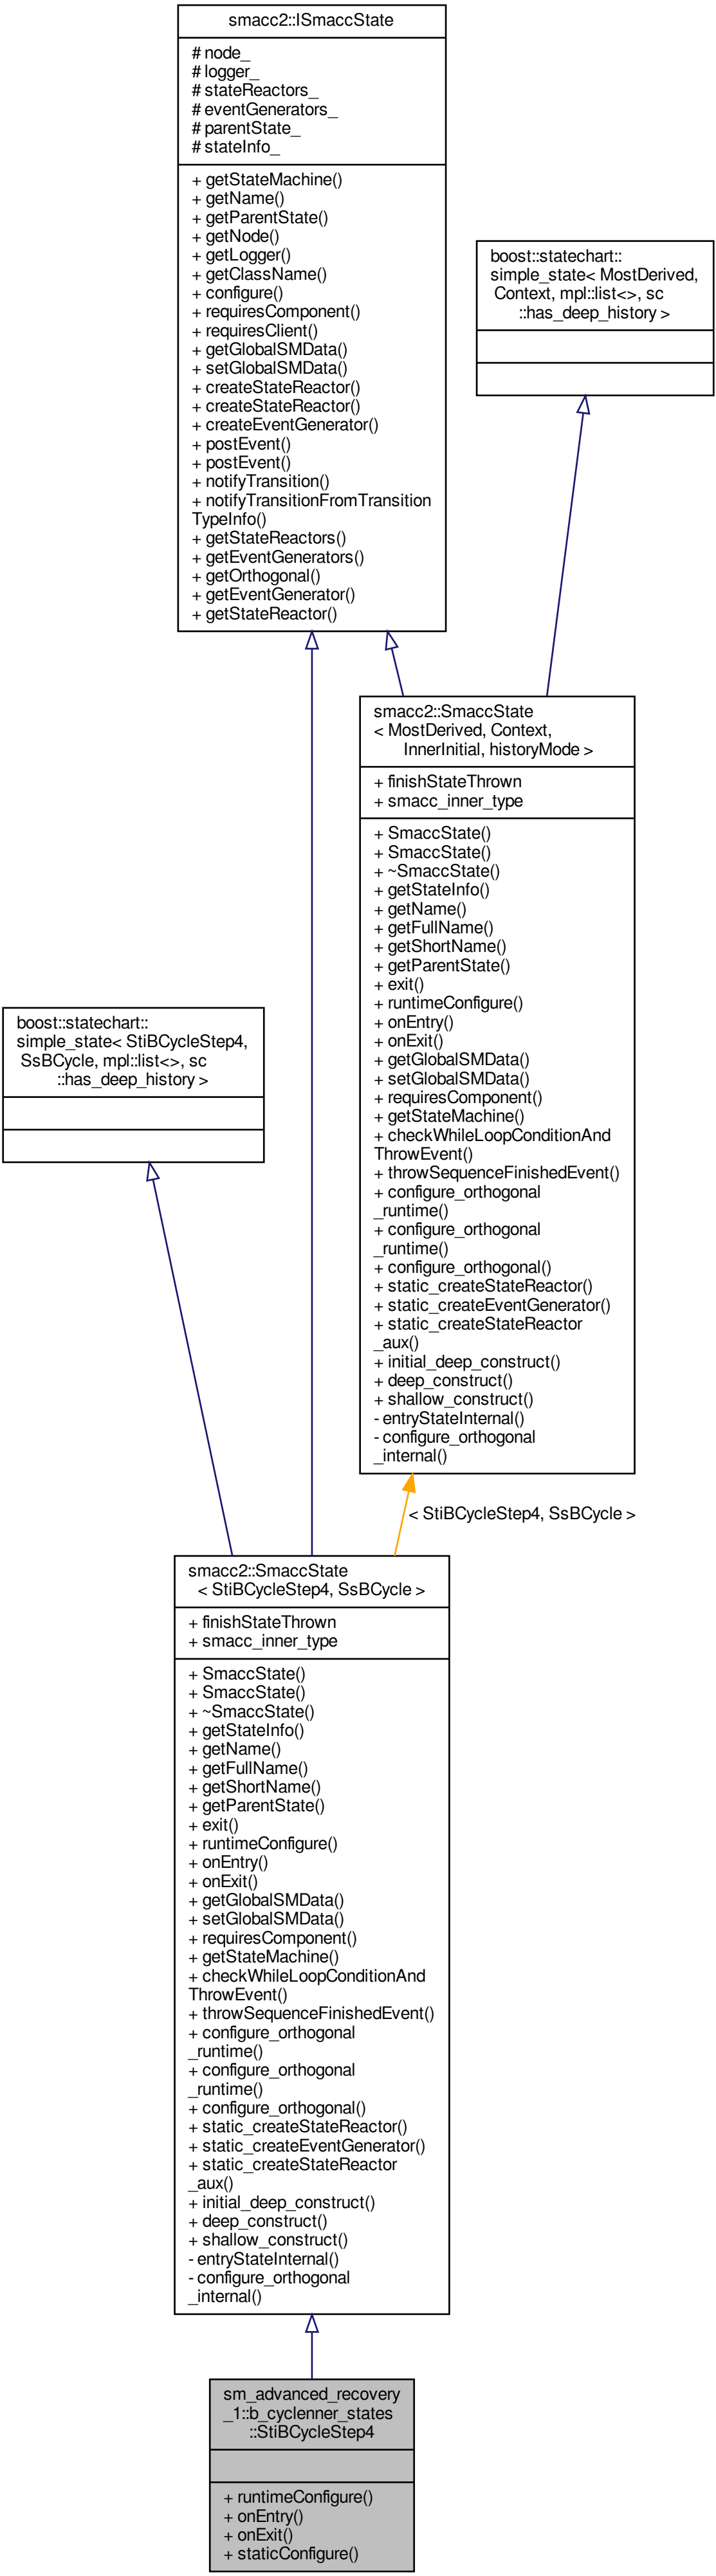 smacc2::ISmaccState
# node_
# logger_
# stateReactors_
# eventGenerators_
# parentState_
# stateInfo_
+ getStateMachine()
+ getName()
+ getParentState()
+ getNode()
+ getLogger()
+ getClassName()
+ configure()
+ requiresComponent()
+ requiresClient()
+ getGlobalSMData()
+ setGlobalSMData()
+ createStateReactor()
+ createStateReactor()
+ createEventGenerator()
+ postEvent()
+ postEvent()
+ notifyTransition()
+ notifyTransitionFromTransition
TypeInfo()
+ getStateReactors()
+ getEventGenerators()
+ getOrthogonal()
+ getEventGenerator()
+ getStateReactor()
boost::statechart::
simple_state< MostDerived,
Context, mpl::list<>, sc
::has_deep_history >
smacc2::SmaccState
< MostDerived, Context,
InnerInitial, historyMode >
+ finishStateThrown
+ smacc_inner_type
+ SmaccState()
+ SmaccState()
+ ~SmaccState()
+ getStateInfo()
+ getName()
+ getFullName()
+ getShortName()
+ getParentState()
+ exit()
+ runtimeConfigure()
+ onEntry()
+ onExit()
+ getGlobalSMData()
+ setGlobalSMData()
+ requiresComponent()
+ getStateMachine()
+ checkWhileLoopConditionAnd
ThrowEvent()
+ throwSequenceFinishedEvent()
+ configure_orthogonal
_runtime()
+ configure_orthogonal
_runtime()
+ configure_orthogonal()
+ static_createStateReactor()
+ static_createEventGenerator()
+ static_createStateReactor
_aux()
+ initial_deep_construct()
+ deep_construct()
+ shallow_construct()
- entryStateInternal()
- configure_orthogonal
_internal()
boost::statechart::
simple_state< StiBCycleStep4,
SsBCycle, mpl::list<>, sc
::has_deep_history >
< StiBCycleStep4, SsBCycle >
smacc2::SmaccState
< StiBCycleStep4, SsBCycle >
+ finishStateThrown
+ smacc_inner_type
+ SmaccState()
+ SmaccState()
+ ~SmaccState()
+ getStateInfo()
+ getName()
+ getFullName()
+ getShortName()
+ getParentState()
+ exit()
+ runtimeConfigure()
+ onEntry()
+ onExit()
+ getGlobalSMData()
+ setGlobalSMData()
+ requiresComponent()
+ getStateMachine()
+ checkWhileLoopConditionAnd
ThrowEvent()
+ throwSequenceFinishedEvent()
+ configure_orthogonal
_runtime()
+ configure_orthogonal
_runtime()
+ configure_orthogonal()
+ static_createStateReactor()
+ static_createEventGenerator()
+ static_createStateReactor
_aux()
+ initial_deep_construct()
+ deep_construct()
+ shallow_construct()
- entryStateInternal()
- configure_orthogonal
_internal()
sm_advanced_recovery
_1::b_cyclenner_states
::StiBCycleStep4
+ runtimeConfigure()
+ onEntry()
+ onExit()
+ staticConfigure()